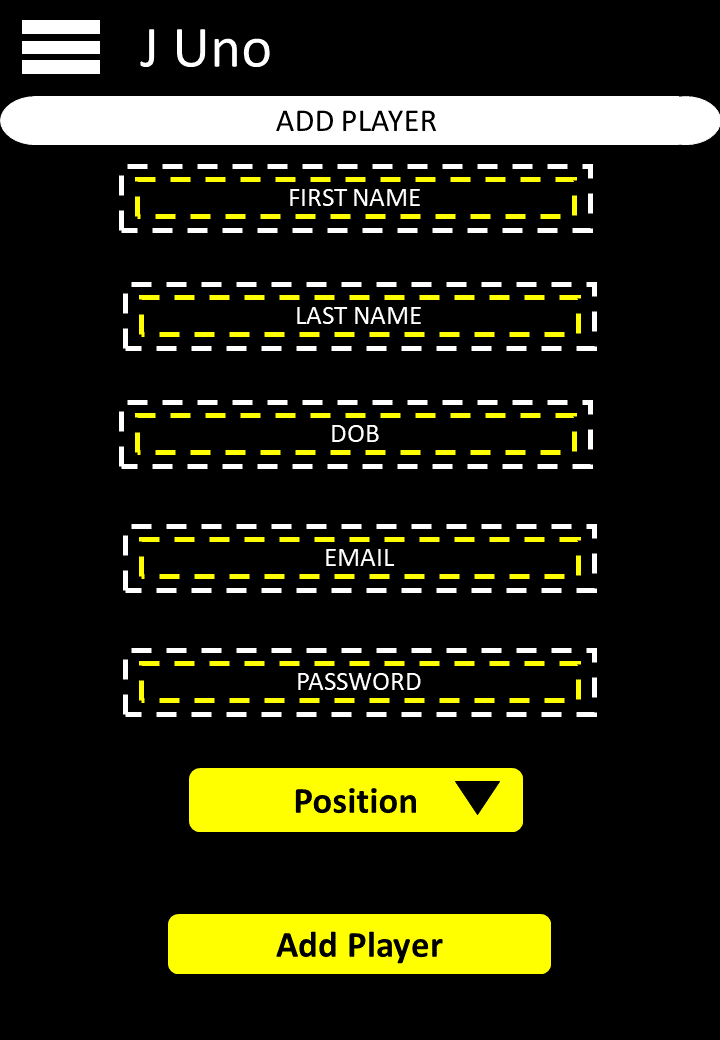 J Uno
ADD PLAYER
FIRST NAME
LAST NAME
DOB
EMAIL
PASSWORD
Position
Add Player